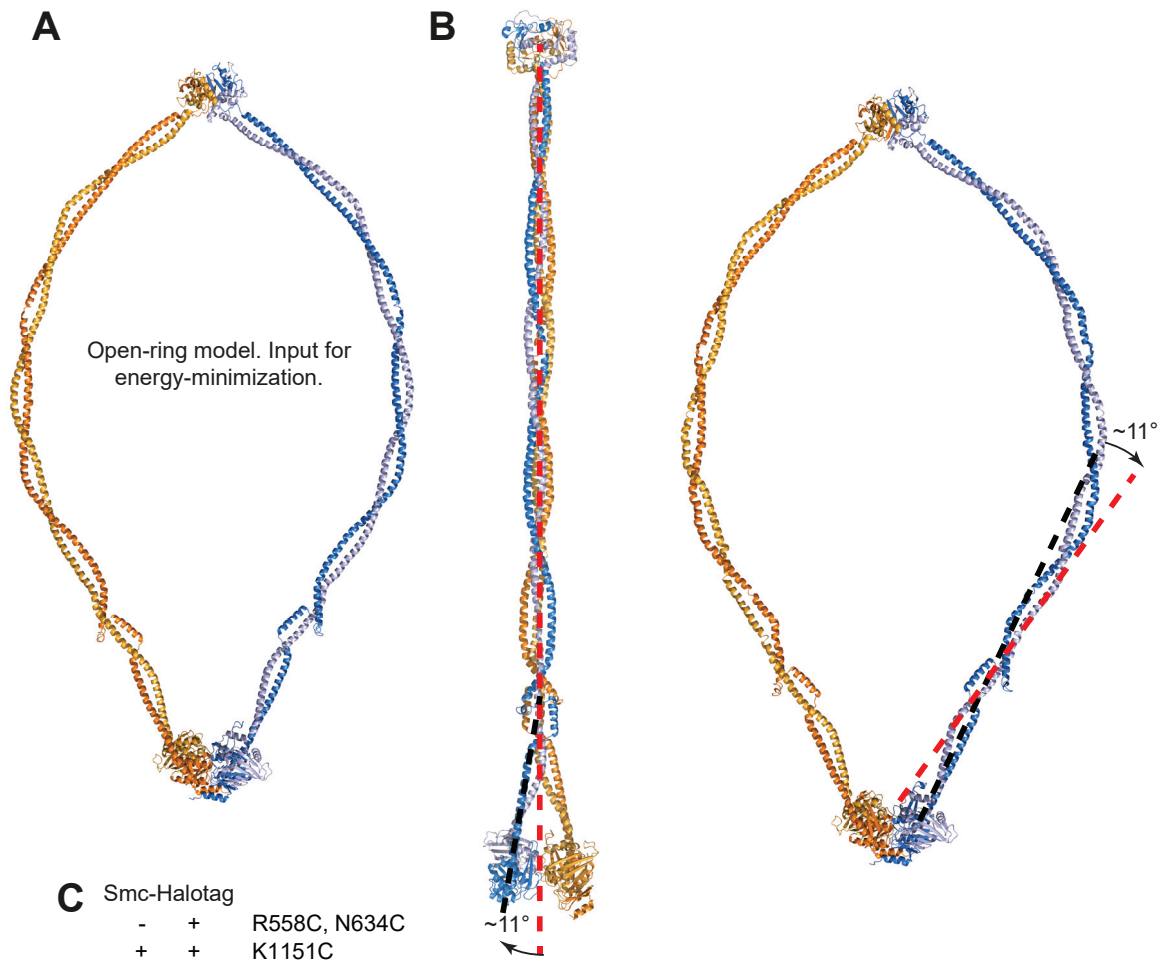 A
B
Open-ring model. Input for
energy-minimization.
~11°
~11°
C Smc-Halotag
- + R558C, N634C
+ + K1151C